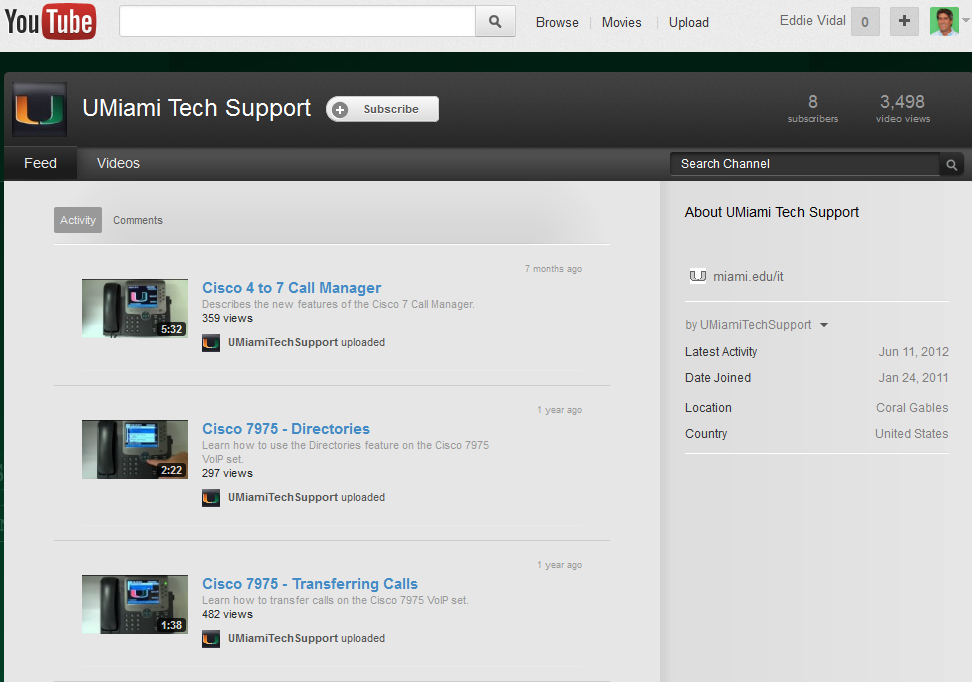 YouTube
Browse Movies Upload
Eddie Vidal 0 +
UMiami Tech Support
Subscribe
8
subscribers
3,498
video views
Feed
Videos
Search Channel
Activity
Comments
7 months ago
Cisco 4 to 7 Call Manager
Describes the new features of the Cisco 7 Call Manager.
359 views
5:32
UMiamiTechSupport uploaded
1 year ago
Cisco 7975 - Directories
Learn how to use the Directories feature on the Cisco 7975
VoIP set.
297 views
2:22
UMiamiTechSupport uploaded
1 year ago
Cisco 7975 - Transferring Calls
Learn how to transfer calls on the Cisco 7975 VoIP set.
482 views
1:38
UMiamiTechSupport uploaded
About UMiami Tech Support
miami.edu/it
by UMiamiTechSupport
Latest Activity Jun 11, 2012
Date Joined Jan 24, 2011
Location Coral Gables
Country United States